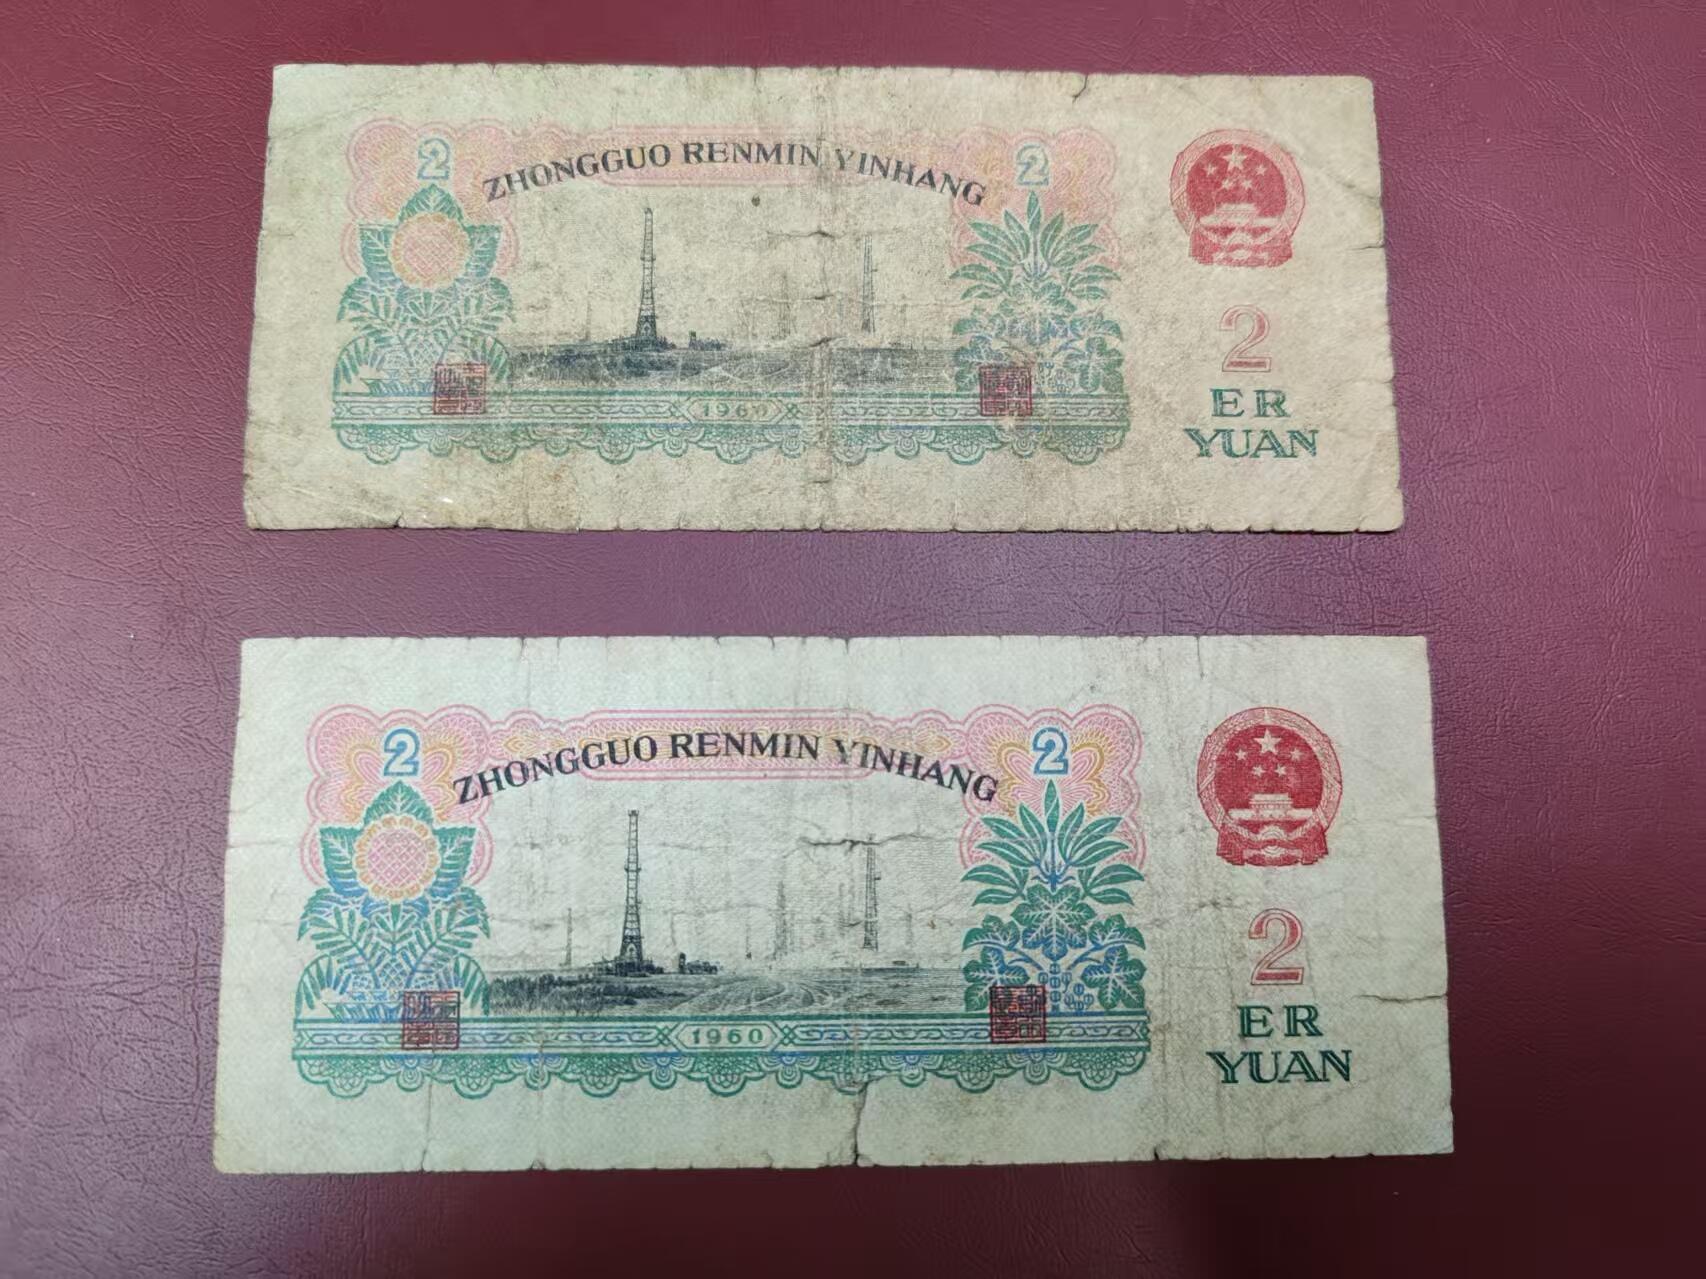 2 ZHONGGUO RENMIN YINHANG 2
1960
2
ER
YUAN
2 ZHONGGUO RENMIN YINHANG 2
1960
2
ER
YUAN